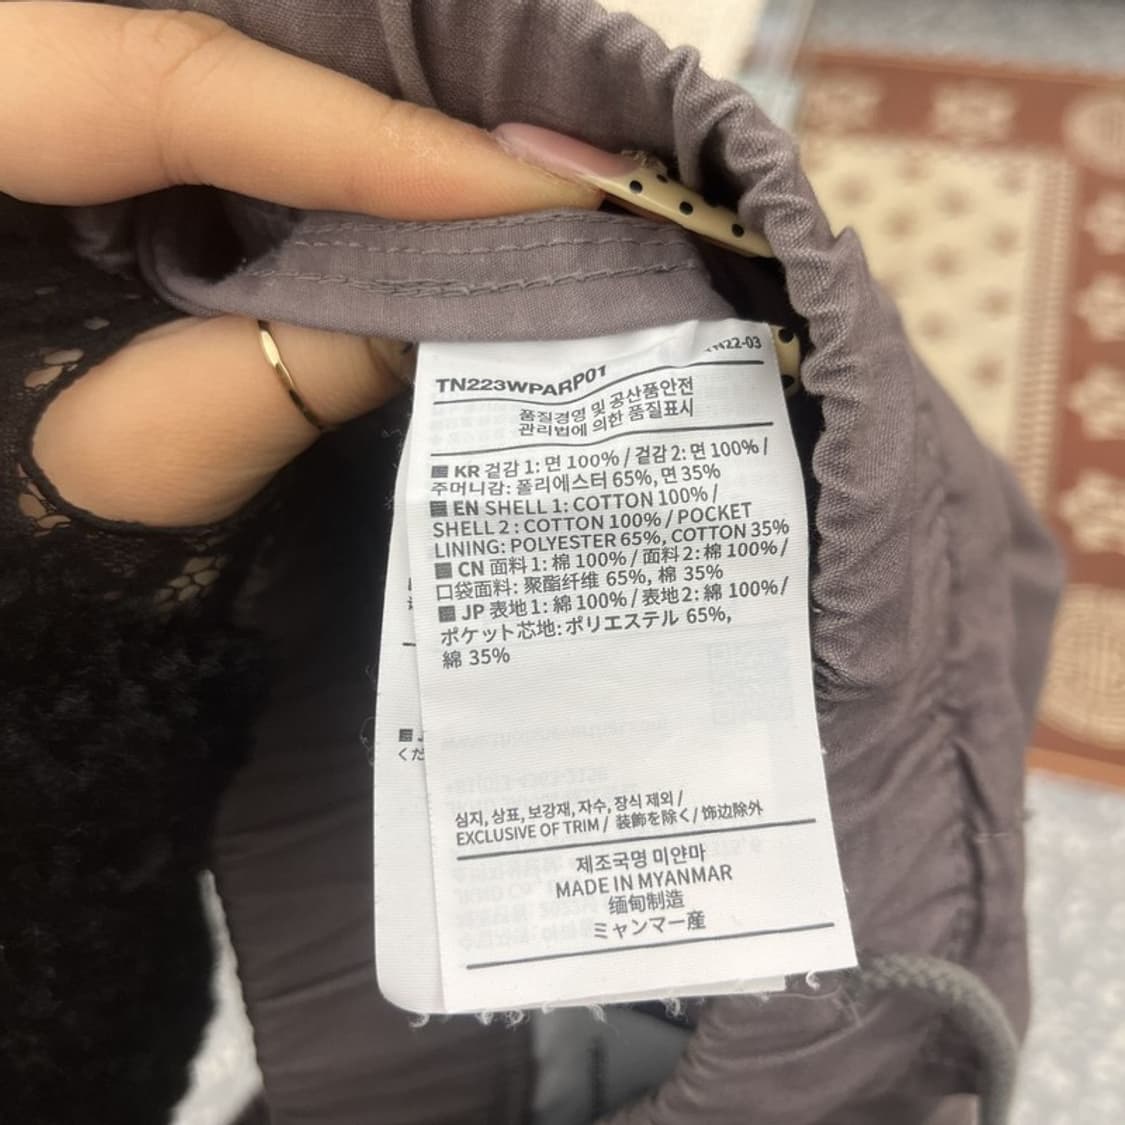 TN22-03
TN223WPARP01
품질경영 및 공산품안전
관리법에 의한 품질표시
KR 겉감 1: 면 100% / 겉감 2: 면 100% /
주머니감: 폴리에스터 65%, 면 35%
EN SHELL 1: COTTON 100% /
SHELL 2 : COTTON 100% / POCKET
LINING: POLYESTER 65%, COTTON 35%
CN 面料 1: 棉 100% / 面料 2: 棉 100% /
口袋面料: 聚酯纤维 65%, 棉 35%
JP 表地 1: 綿 100% / 表地 2: 綿 100% /
ポケット芯地: ポリエステル 65%,
綿 35%
くだ
심지, 상표, 보강재, 자수, 장식 제외 /
EXCLUSIVE OF TRIM / 装飾を除く / 饰边除外
제조국명 미얀마
MADE IN MYANMAR
缅甸制造
ミャンマー産